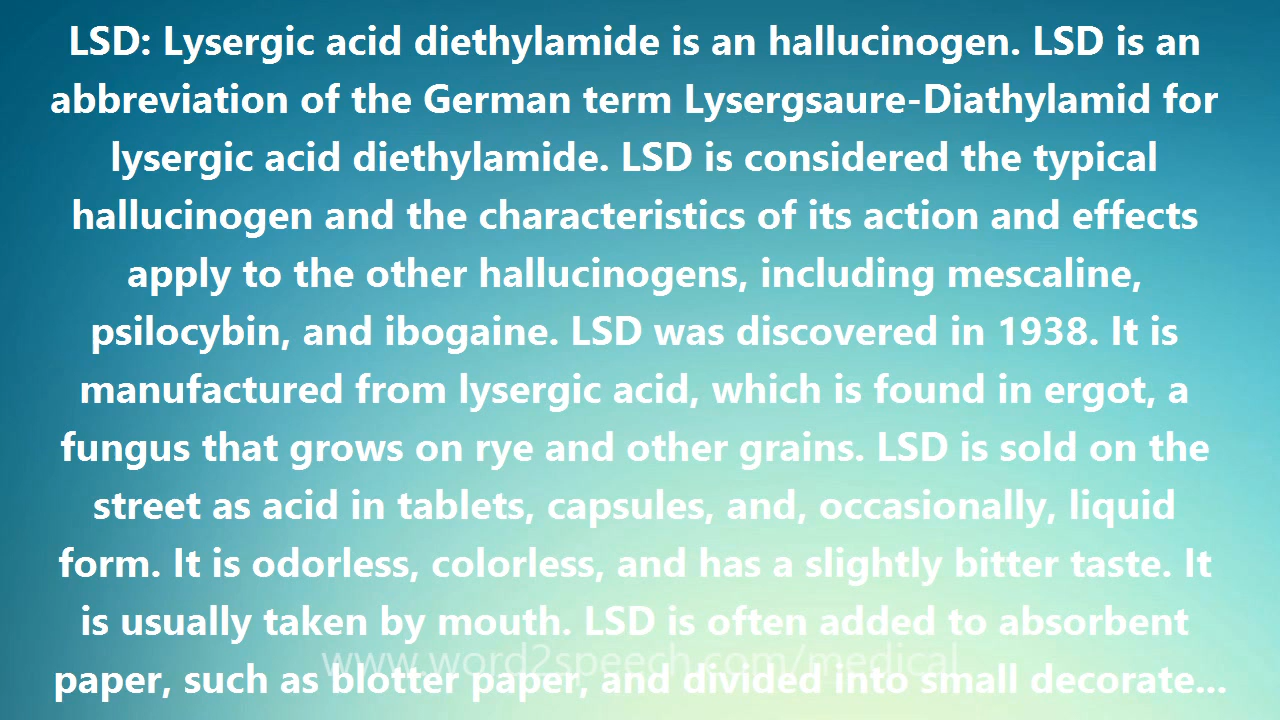 LSD: Lysergic acid diethylamide is an hallucinogen. LSD is an
abbreviation of the German term Lysergsaure-Diathylamid for
lysergic acid diethylamide. LSD is considered the typical
hallucinogen and the characteristics of its action and effects
apply to the other hallucinogens, including mescaline,
psilocybin, and ibogaine. LSD was discovered in 1938. It is
manufactured from lysergic acid, which is found in ergot, a
fungus that grows on rye and other grains. LSD is sold on the
street as acid in tablets, capsules, and, occasionally, liquid
form. It is odorless, colorless, and has a slightly bitter taste. It
is usually taken by mouth. LSD is often added to absorbent
www.word2speech.com/medical
paper, such as blotter paper, and divided into small decorate...